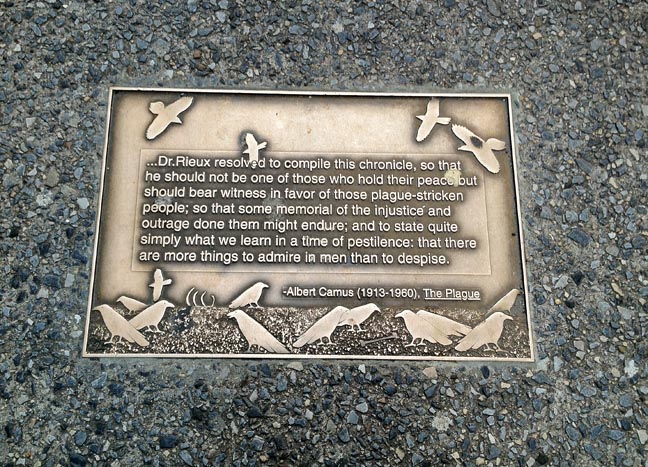 ...Dr.Rieux resolved to compile this chronicle, so that
he should not be one of those who hold their peace but
should bear witness in favor of those plague-stricken
people; so that some memorial of the injustice and
outrage done them might endure; and to state quite
simply what we learn in a time of pestilence: that there
are more things to admire in men than to despise.
-Albert Camus (1913-1960), The Plague